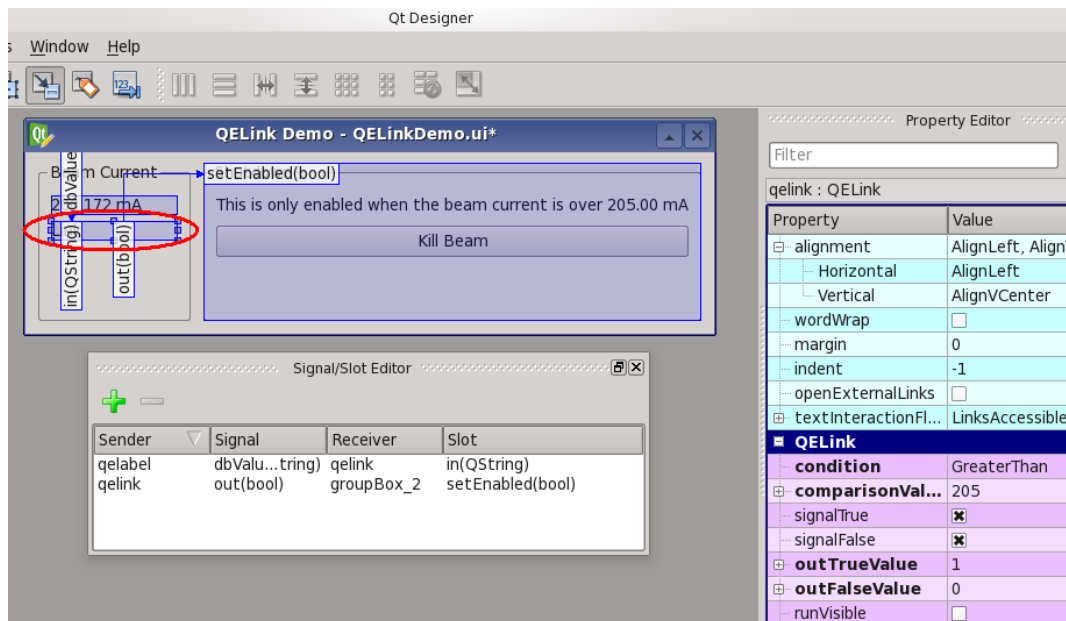 Qt Designer
s Window Help
123
Property Editor
Qt QELink Demo - QELinkDemo.ui*
Filter
Beam Current
dbValue
setEnabled(bool)
qelink : QELink
172 mA
This is only enabled when the beam current is over 205.00 mA
Property Value
in(QString)
out(bool)
Kill Beam
alignment AlignLeft, Align
Horizontal AlignLeft
Vertical AlignVCenter
wordWrap
margin 0
indent -1
openExternalLinks
textInteractionFl... LinksAccessible
QELink
condition GreaterThan
comparisonVal... 205
signalTrue
signalFalse
outTrueValue 1
outFalseValue 0
runVisible
Signal/Slot Editor
Sender Signal Receiver Slot
qelabel dbValu...tring) qelink in(QString)
qelink out(bool) groupBox_2 setEnabled(bool)